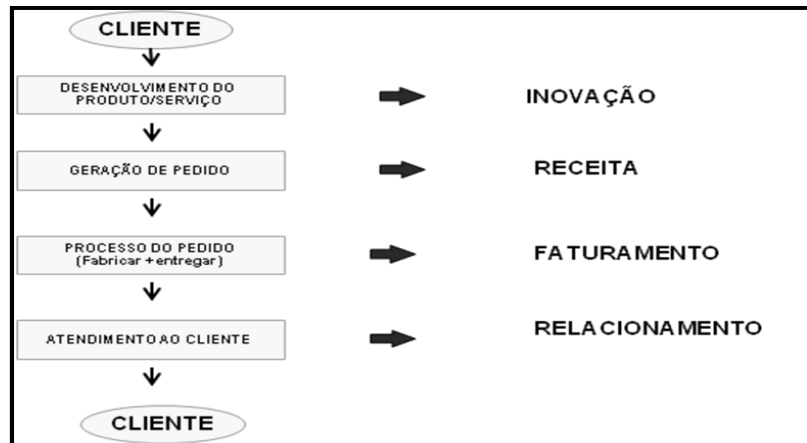 CLIENTE
DESENVOLVIMENTO DO
PRODUTO/SERVIÇO
INOVAÇÃO
GERAÇÃO DE PEDIDO
RECEITA
PROCESSO DO PEDIDO
(Fabricar +entregar)
FATURAMENTO
ATENDIMENTO AO CLIENTE
RELACIONAMENTO
CLIENTE